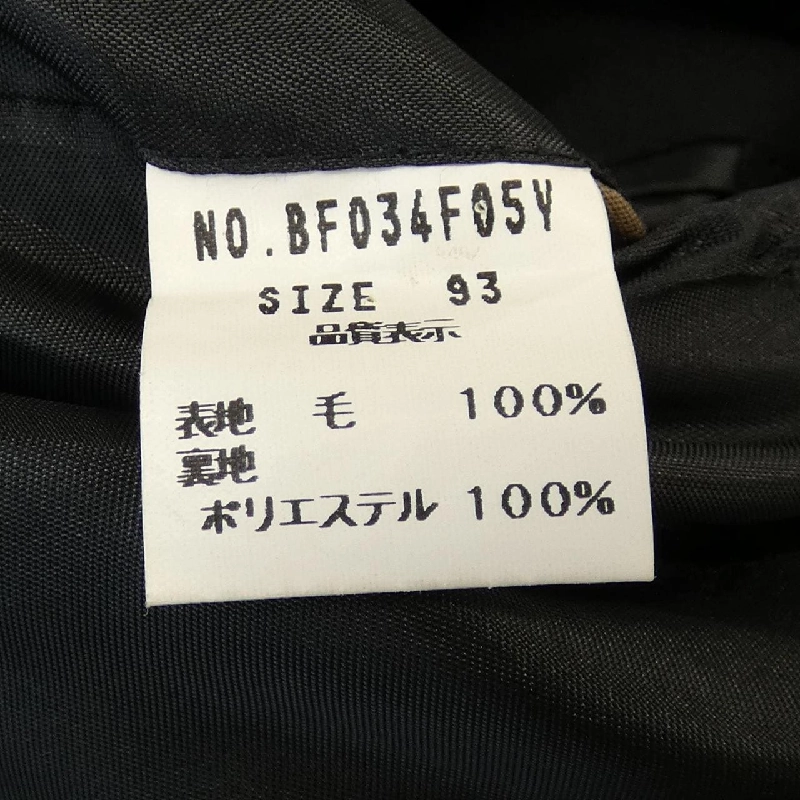 NO.BF034F05Y
SIZE 93
品質表示
表地 毛 100%
裏地
ポリエステル 100%